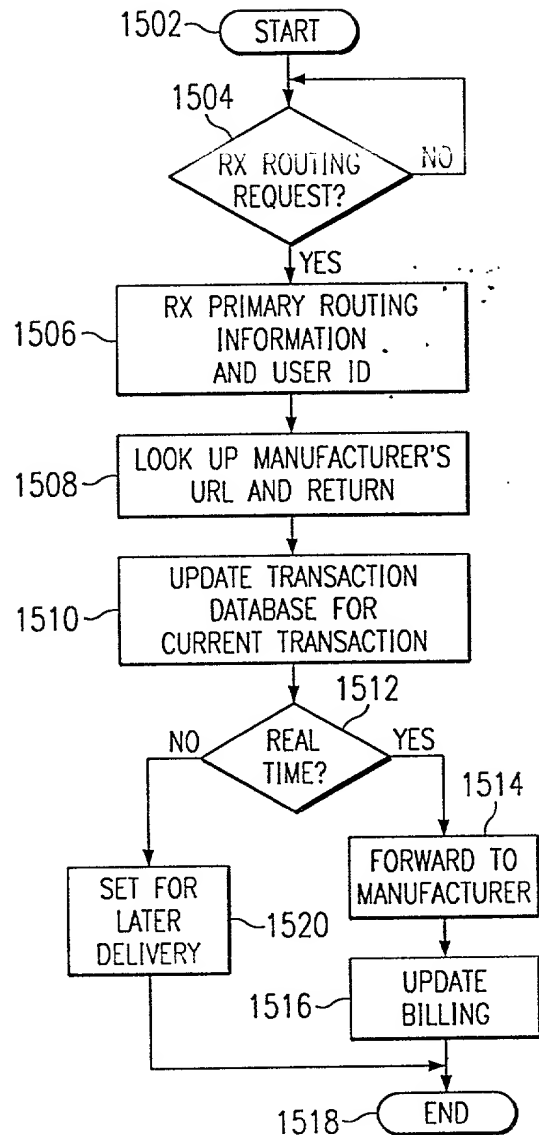 1502
START
1504
RX ROUTING
REQUEST?
NO
YES
1506
RX PRIMARY ROUTING
INFORMATION
AND USER ID
1508
LOOK UP MANUFACTURER'S
URL AND RETURN
1510
UPDATE TRANSACTION
DATABASE FOR
CURRENT TRANSACTION
1512
NO
REAL
TIME?
YES
1514
FORWARD TO
MANUFACTURER
SET FOR
LATER
DELIVERY
1520
1516
UPDATE
BILLING
1518
END